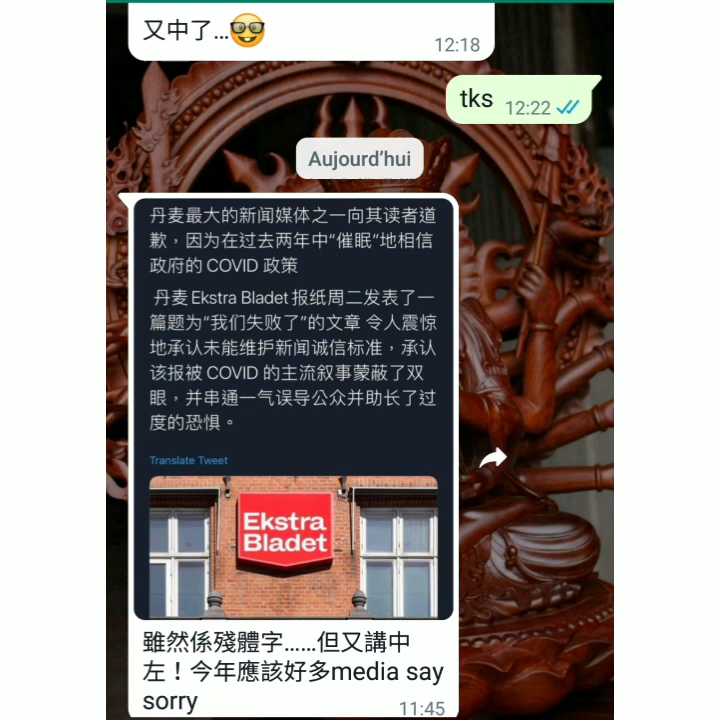 又中了...🤓
12:18
tks 12:22
Aujourd’hui
丹麦最大的新闻媒体之一向其读者道
歉，因为在过去两年中“催眠”地相信
政府的 COVID 政策
丹麦 Ekstra Bladet 报纸周二发表了一
篇题为“我们失败了”的文章 令人震惊
地承认未能维护新闻诚信标准，承认
该报被 COVID 的主流叙事蒙蔽了双
眼，并串通一气误导公众并助长了过
度的恐惧。
Translate Tweet
Ekstra
Bladet
雖然係殘體字......但又講中
左！今年應該好多media say
sorry
11:45